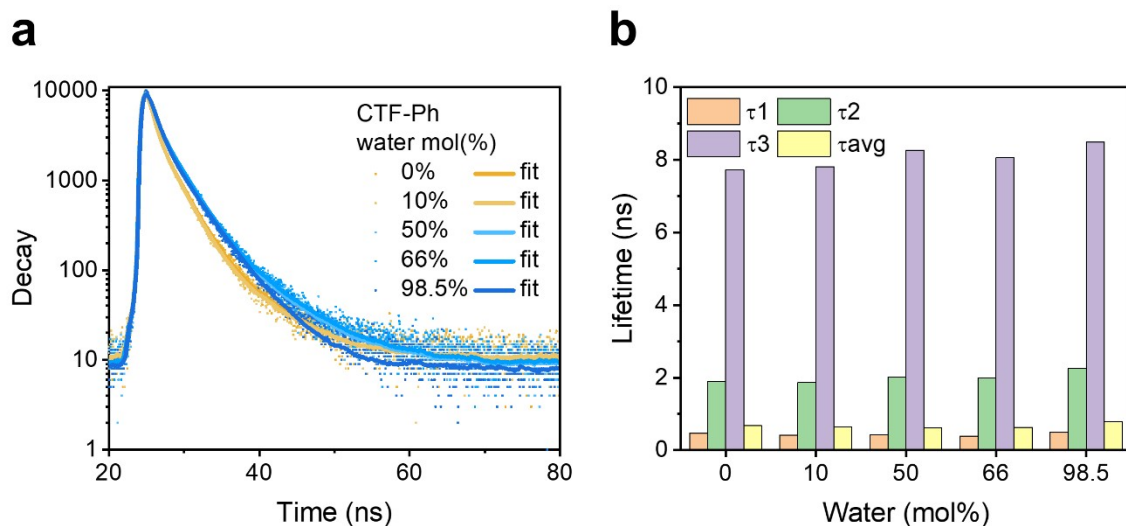 a
10000
1000
100
10
1
Decay
20 40 60 80
Time (ns)
CTF-Ph
water mol(%)
0% fit
10% fit
50% fit
66% fit
98.5% fit
b
10
8
6
4
2
0
Lifetime (ns)
τ1 τ2
τ3 τavg
0 10 50 66 98.5
Water (mol%)